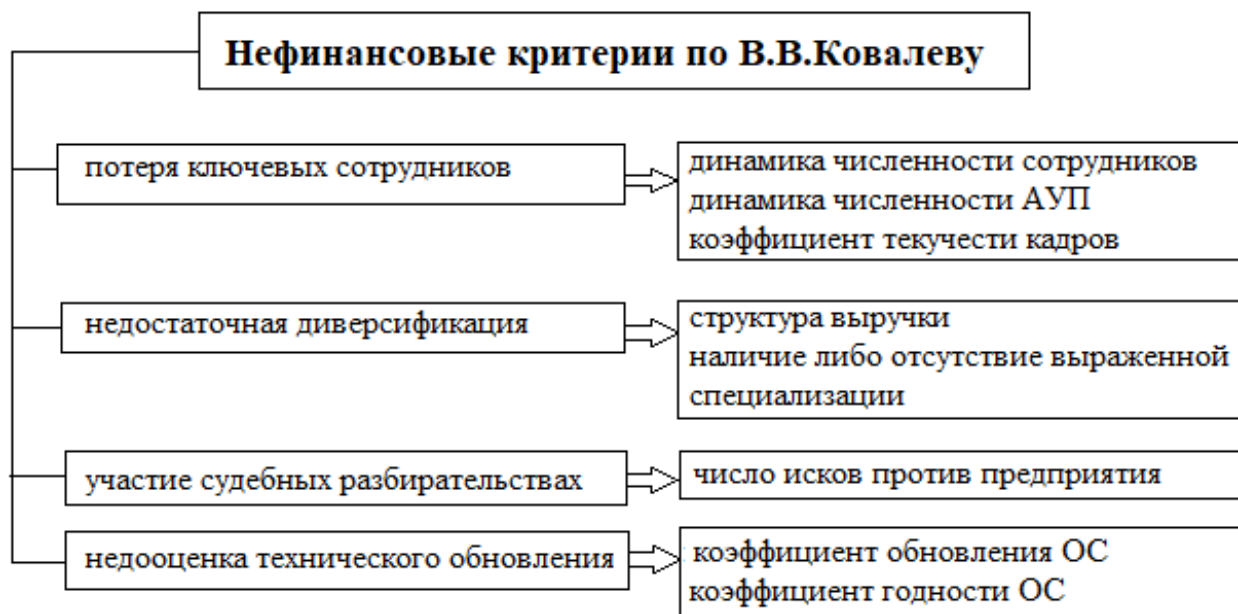 Нефинансовые критерии по В.В.Ковалеву
потеря ключевых сотрудников
динамика численности сотрудников
динамика численности АУП
коэффициент текучести кадров
недостаточная диверсификация
структура выручки
наличие либо отсутствие выраженной
специализации
участие судебных разбирательствах
число исков против предприятия
недооценка технического обновления
коэффициент обновления ОС
коэффициент годности ОС